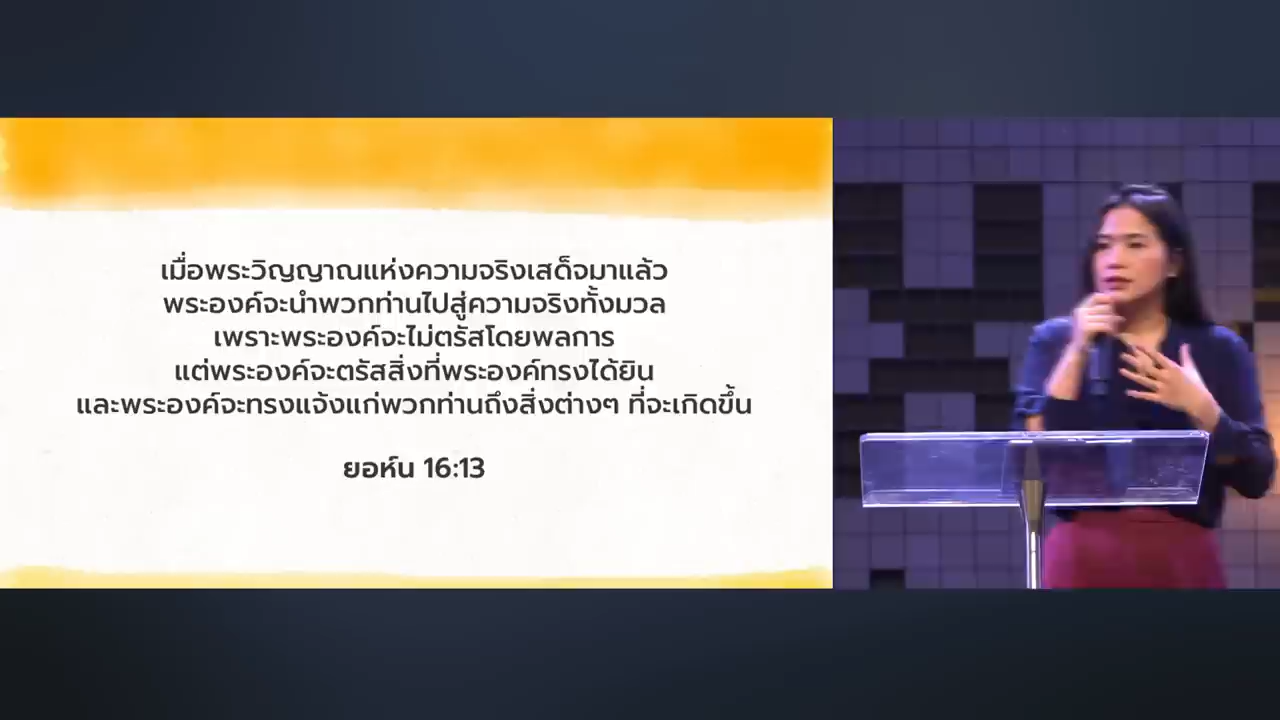 เมื่อพระวิญญาณแห่งความจริงเสด็จมาแล้ว
พระองค์จะนำพวกท่านไปสู่ความจริงทั้งมวล
เพราะพระองค์จะไม่ตรัสโดยพลการ
แต่พระองค์จะตรัสสิ่งที่พระองค์ทรงได้ยิน
และพระองค์จะทรงแจ้งแก่พวกท่านถึงสิ่งต่างๆ ที่จะเกิดขึ้น
ยอห์น 16:13